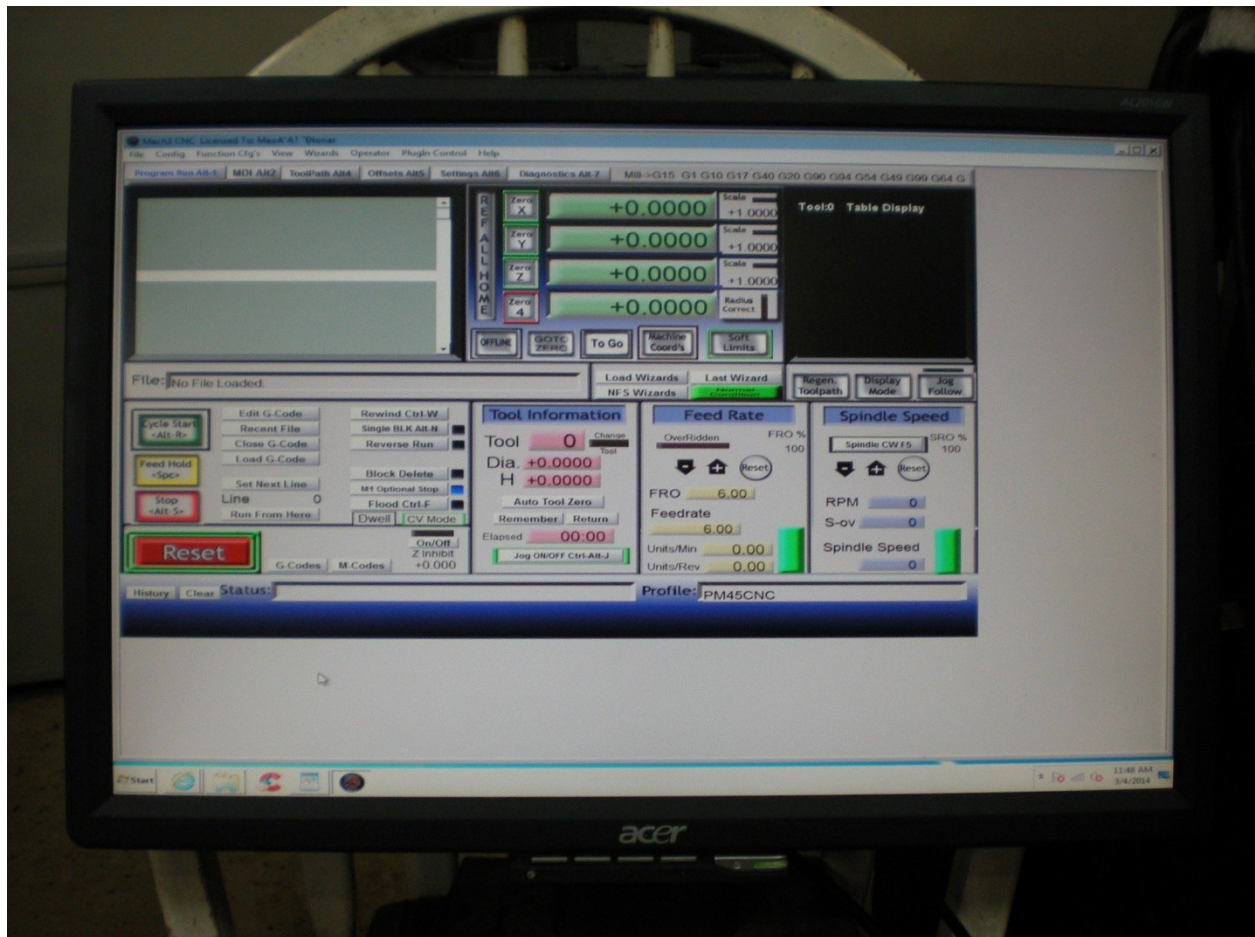 AL2016W
Mach3 CNC Licensed To:
File Config Function Cfg's View Wizards Operator PlugIn Control Help
Program Run Alt-1 MDI Alt2 ToolPath Alt4 Offsets Alt5 Settings Alt6 Diagnostics Alt-7 Mill->G15 G1 G10 G17 G40 G20 G90 G94 G54 G49 G99 G64 G
REF ALL HOME
Zero X +0.0000 Scale +1.0000
Zero Y +0.0000 Scale +1.0000
Zero Z +0.0000 Scale +1.0000
Zero 4 +0.0000 Radius Correct
Tool:0 Table Display
OFFLINE GOTO ZERO To Go Machine Coord's Soft Limits
File: No File Loaded.
Load Wizards Last Wizard
NFS Wizards Normal Condition
Regen. Toolpath Display Mode Jog Follow
Cycle Start <Alt-R>
Feed Hold <Spc>
Stop <Alt-S>
Edit G-Code
Recent File
Close G-Code
Load G-Code
Set Next Line
Line 0
Run From Here
Rewind Ctrl-W
Single BLK Alt-N
Reverse Run
Block Delete
M1 Optional Stop
Flood Ctrl-F
Dwell CV Mode
Reset
G-Codes M-Codes
On/Off
Z Inhibit
+0.000
Tool Information
Tool 0 Change Tool
Dia. +0.0000
H +0.0000
Auto Tool Zero
Remember Return
Elapsed 00:00
Jog ON/OFF Ctrl-Alt-J
Feed Rate
OverRidden FRO %
100
Reset
FRO 6.00
Feedrate
6.00
Units/Min 0.00
Units/Rev 0.00
Spindle Speed
Spindle CW F5 SRO %
100
Reset
RPM 0
S-ov 0
Spindle Speed
0
History Clear Status: Profile: PM45CNC
Start
11:48 AM
3/4/2014
acer